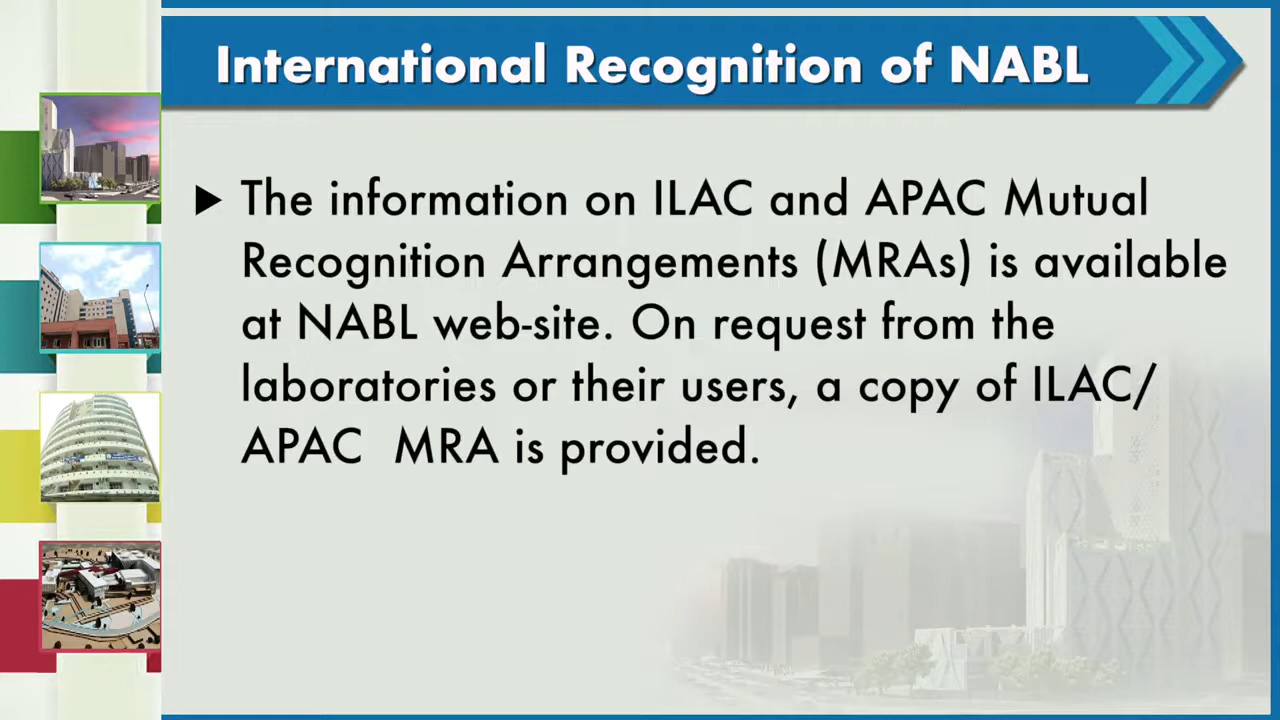 International Recognition of NABL
The information on ILAC and APAC Mutual
Recognition Arrangements (MRAs) is available
at NABL web-site. On request from the
laboratories or their users, a copy of ILAC/
APAC  MRA is provided.